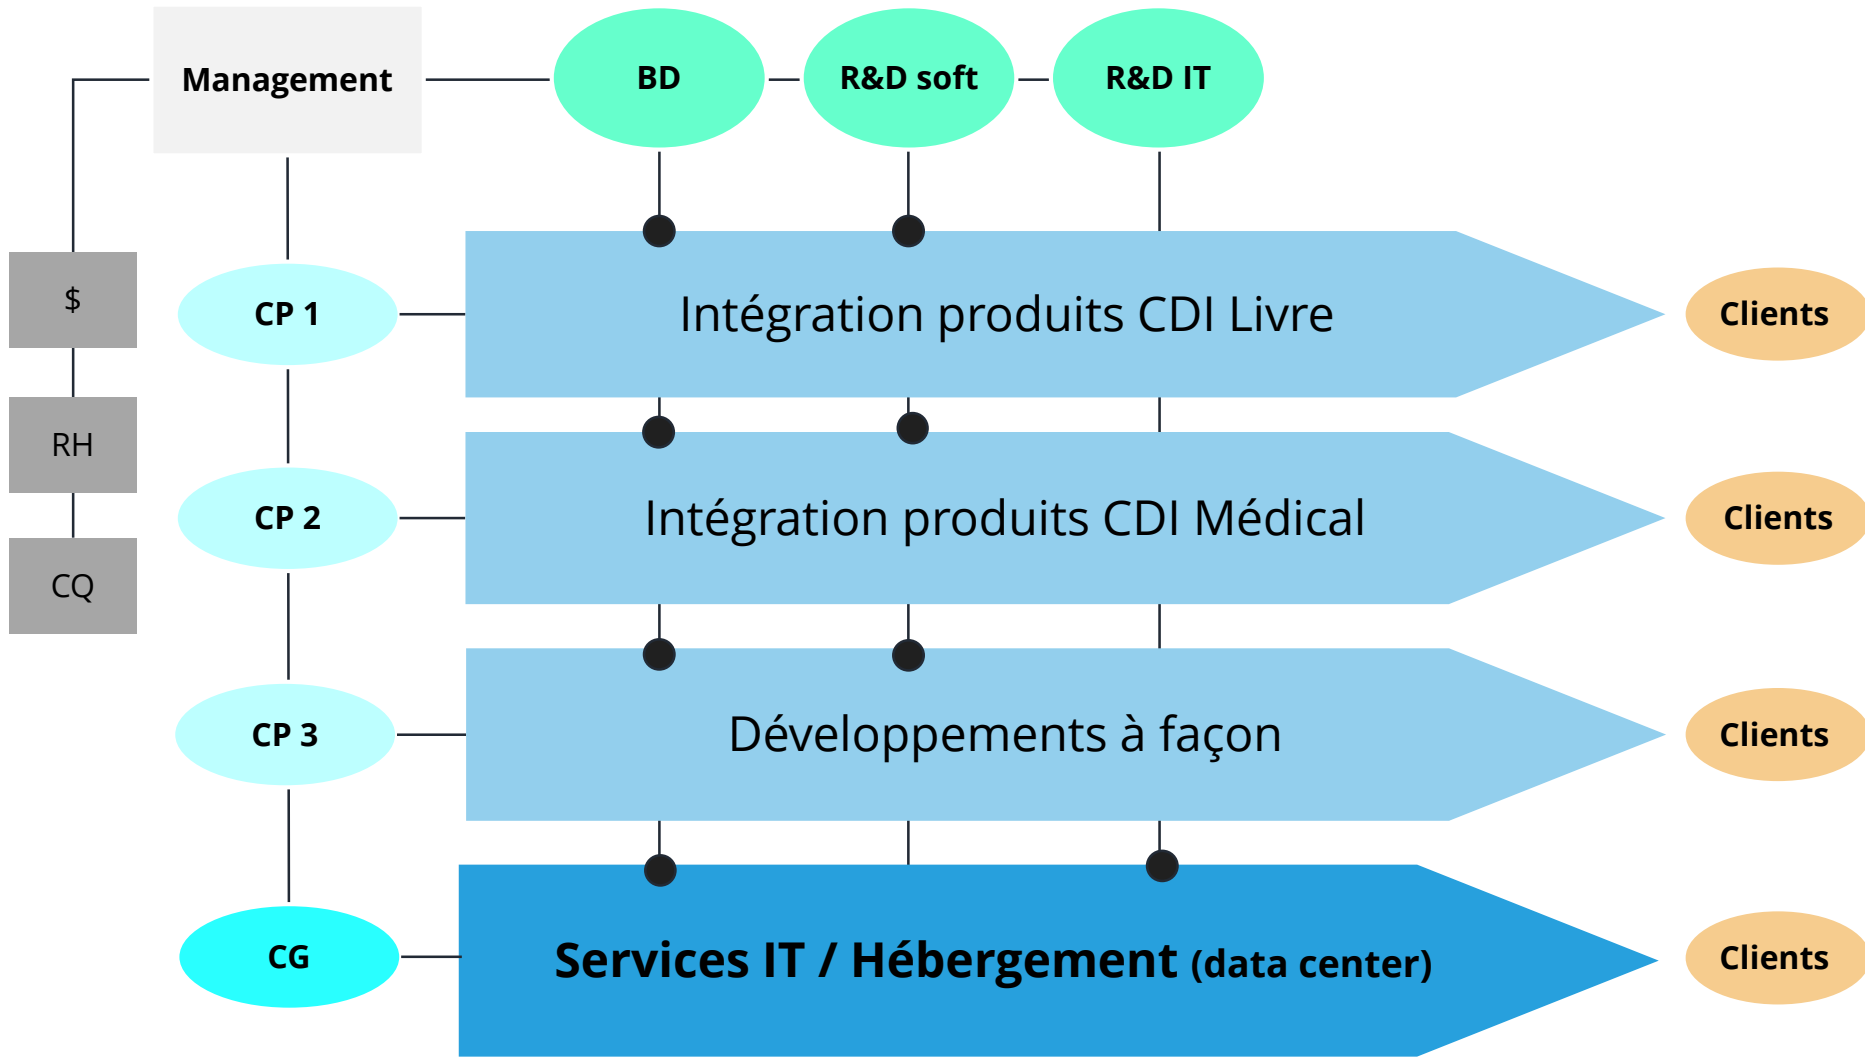 Management
BD
R&D soft
R&D IT
$
CP 1
Intégration produits CDI Livre
Clients
RH
CP 2
Intégration produits CDI Médical
Clients
CQ
CP 3
Développements à façon
Clients
CG
Services IT / Hébergement (data center)
Clients